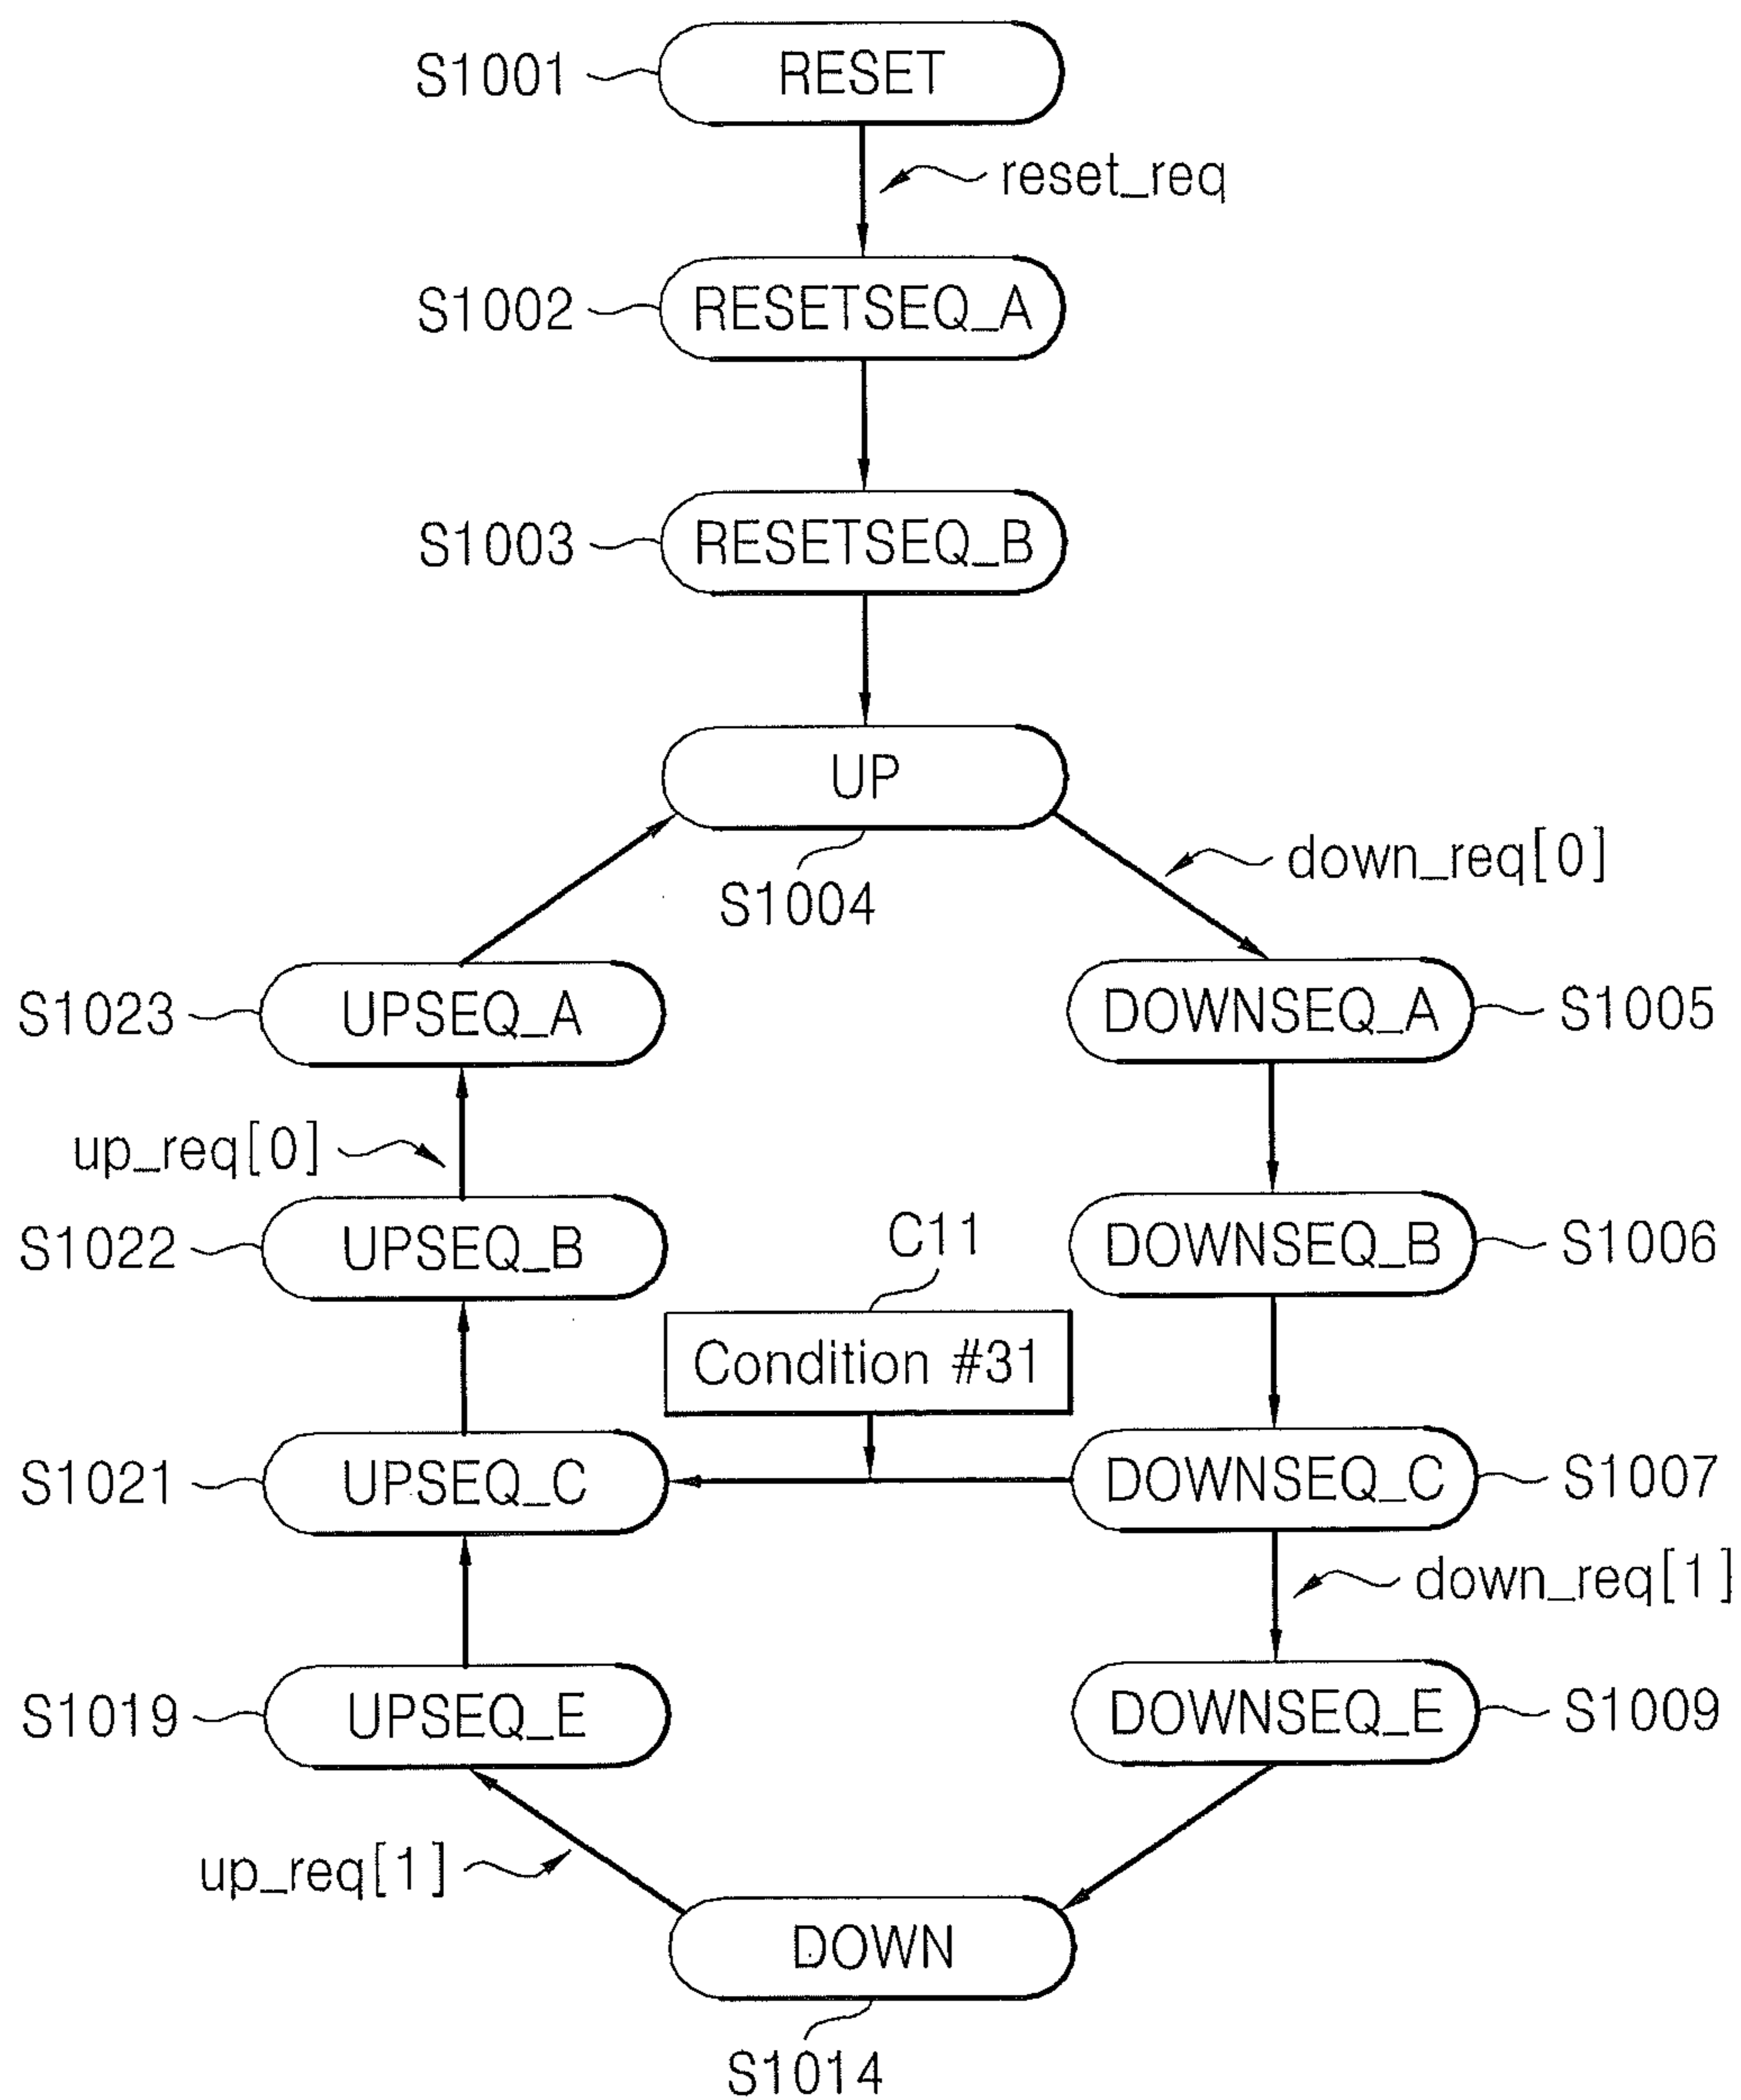 S1001
RESET
reset_req
S1002
RESETSEQ_A
S1003
RESETSEQ_B
UP
S1004
down_req[0]
S1023
UPSEQ_A
DOWNSEQ_A
S1005
up_req[0]
S1022
UPSEQ_B
C11
DOWNSEQ_B
S1006
Condition #31
S1021
UPSEQ_C
DOWNSEQ_C
S1007
down_req[1]
S1019
UPSEQ_E
DOWNSEQ_E
S1009
up_req[1]
DOWN
S1014